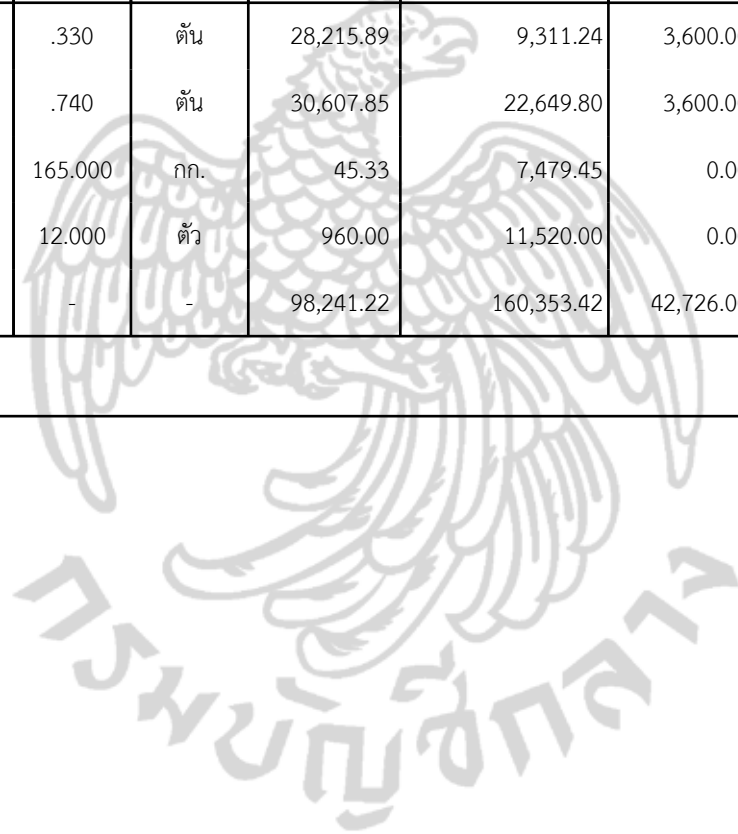 .330 ตัน 28,215.89 9,311.24 3,600.0
.740 ตัน 30,607.85 22,649.80 3,600.0
165.000 กก. 45.33 7,479.45 0.0
12.000 ตัว 960.00 11,520.00 0.0
- - 98,241.22 160,353.42 42,726.0
กรมบัญชีกลาง